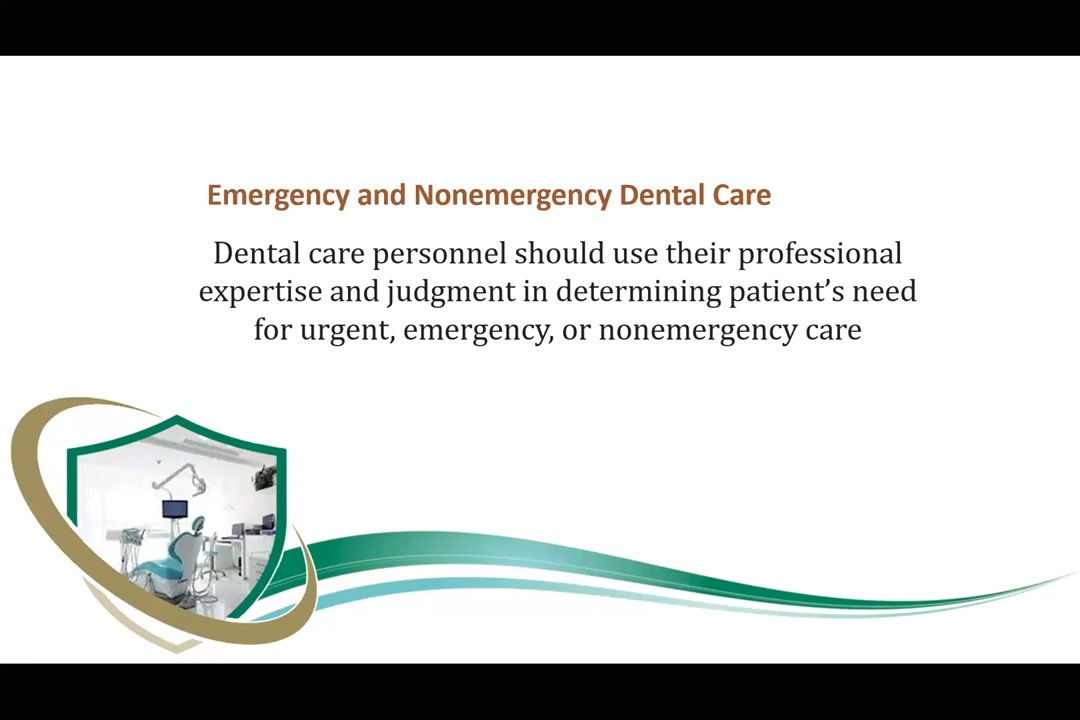 Emergency and Nonemergency Dental Care
Dental care personnel should use their professional
expertise and judgment in determining patient’s need
for urgent, emergency, or nonemergency care